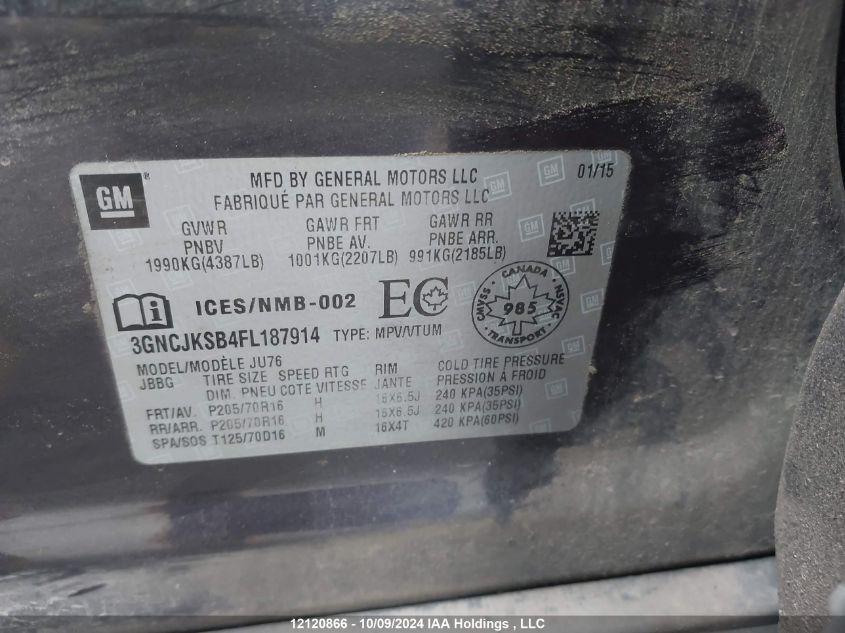 GM ®
MFD BY GENERAL MOTORS LLC 01/15
FABRIQUÉ PAR GENERAL MOTORS LLC
GVWR GAWR FRT GAWR RR
PNBV PNBE AV. PNBE ARR.
1990KG(4387LB) 1001KG(2207LB) 991KG(2185LB)
ICES/NMB-002 EC
CANADA CMVSS NSVAC 985
3GNCJKSB4FL187914 TYPE: MPV/VTUM
MODEL/MODÈLE JU76
JBBG TIRE SIZE SPEED RTG RIM COLD TIRE PRESSURE
DIM. PNEU COTE VITESSE JANTE PRESSION À FROID
FRT/AV. P205/70R16 H 16X6.5J 240 KPA(35PSI)
RR/ARR. P205/70R16 H 16X6.5J 240 KPA(35PSI)
SPA/SOS T125/70D16 M 16X4T 420 KPA(60PSI)
12120866 - 10/09/2024 IAA Holdings , LLC